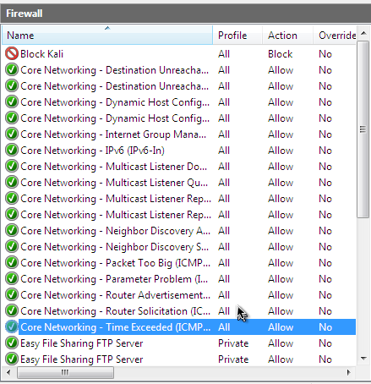 Firewall
Name Profile Action Override
Block Kali All Block No
Core Networking - Destination Unreacha... All Allow No
Core Networking - Destination Unreacha... All Allow No
Core Networking - Dynamic Host Config... All Allow No
Core Networking - Dynamic Host Config... All Allow No
Core Networking - Internet Group Mana... All Allow No
Core Networking - IPv6 (IPv6-In) All Allow No
Core Networking - Multicast Listener Do... All Allow No
Core Networking - Multicast Listener Qu... All Allow No
Core Networking - Multicast Listener Rep... All Allow No
Core Networking - Multicast Listener Rep... All Allow No
Core Networking - Neighbor Discovery A... All Allow No
Core Networking - Neighbor Discovery S... All Allow No
Core Networking - Packet Too Big (ICMP... All Allow No
Core Networking - Parameter Problem (I... All Allow No
Core Networking - Router Advertisement... All Allow No
Core Networking - Router Solicitation (IC... All Allow No
Core Networking - Time Exceeded (ICMP... All Allow No
Easy File Sharing FTP Server Private Allow No
Easy File Sharing FTP Server Private Allow No